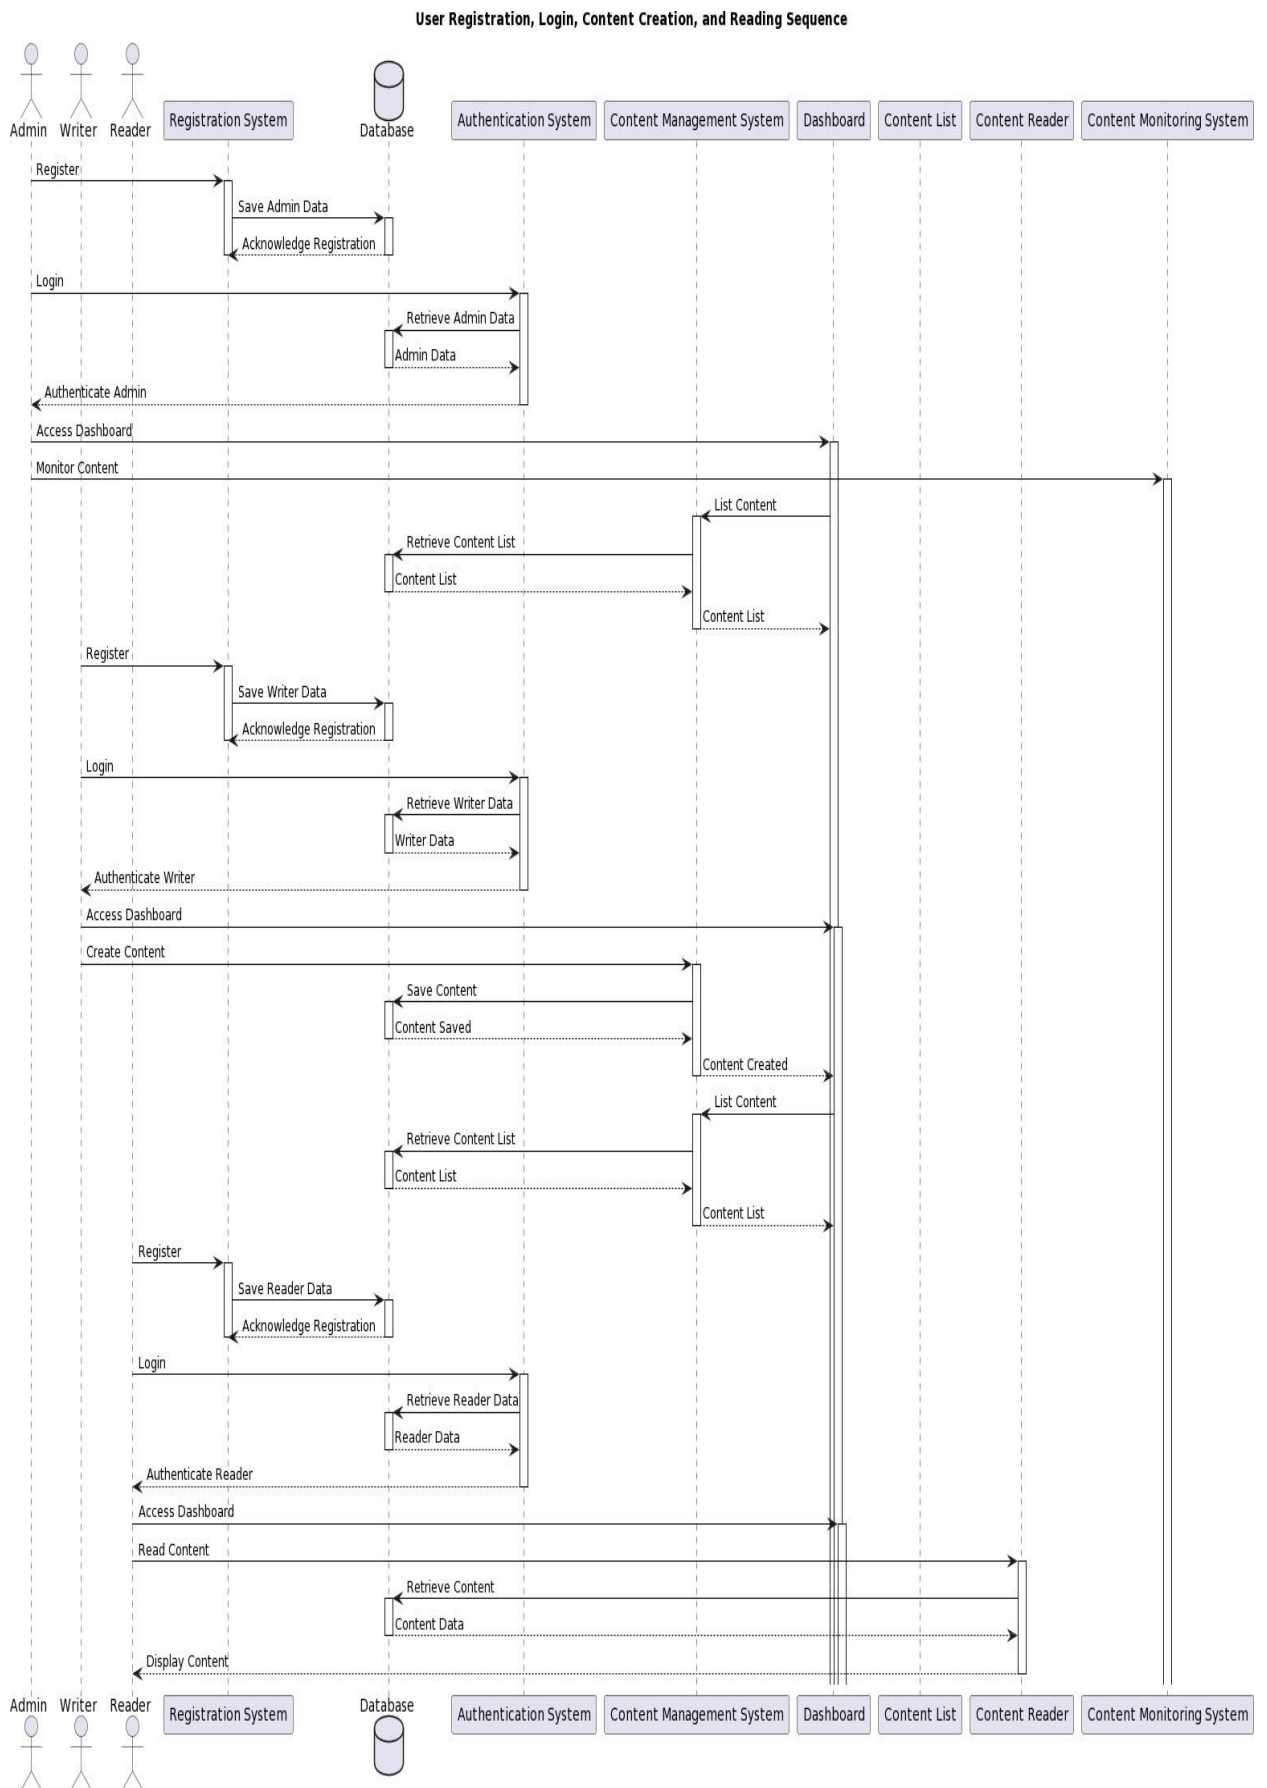 User Registration, Login, Content Creation, and Reading Sequence
Admin
Writer
Reader
Registration System
Database
Authentication System
Content Management System
Dashboard
Content List
Content Reader
Content Monitoring System
Register
Save Admin Data
Acknowledge Registration
Login
Retrieve Admin Data
Admin Data
Authenticate Admin
Access Dashboard
Monitor Content
List Content
Retrieve Content List
Content List
Content List
Register
Save Writer Data
Acknowledge Registration
Login
Retrieve Writer Data
Writer Data
Authenticate Writer
Access Dashboard
Create Content
Save Content
Content Saved
Content Created
List Content
Retrieve Content List
Content List
Content List
Register
Save Reader Data
Acknowledge Registration
Login
Retrieve Reader Data
Reader Data
Authenticate Reader
Access Dashboard
Read Content
Retrieve Content
Content Data
Display Content
Admin
Writer
Reader
Registration System
Database
Authentication System
Content Management System
Dashboard
Content List
Content Reader
Content Monitoring System